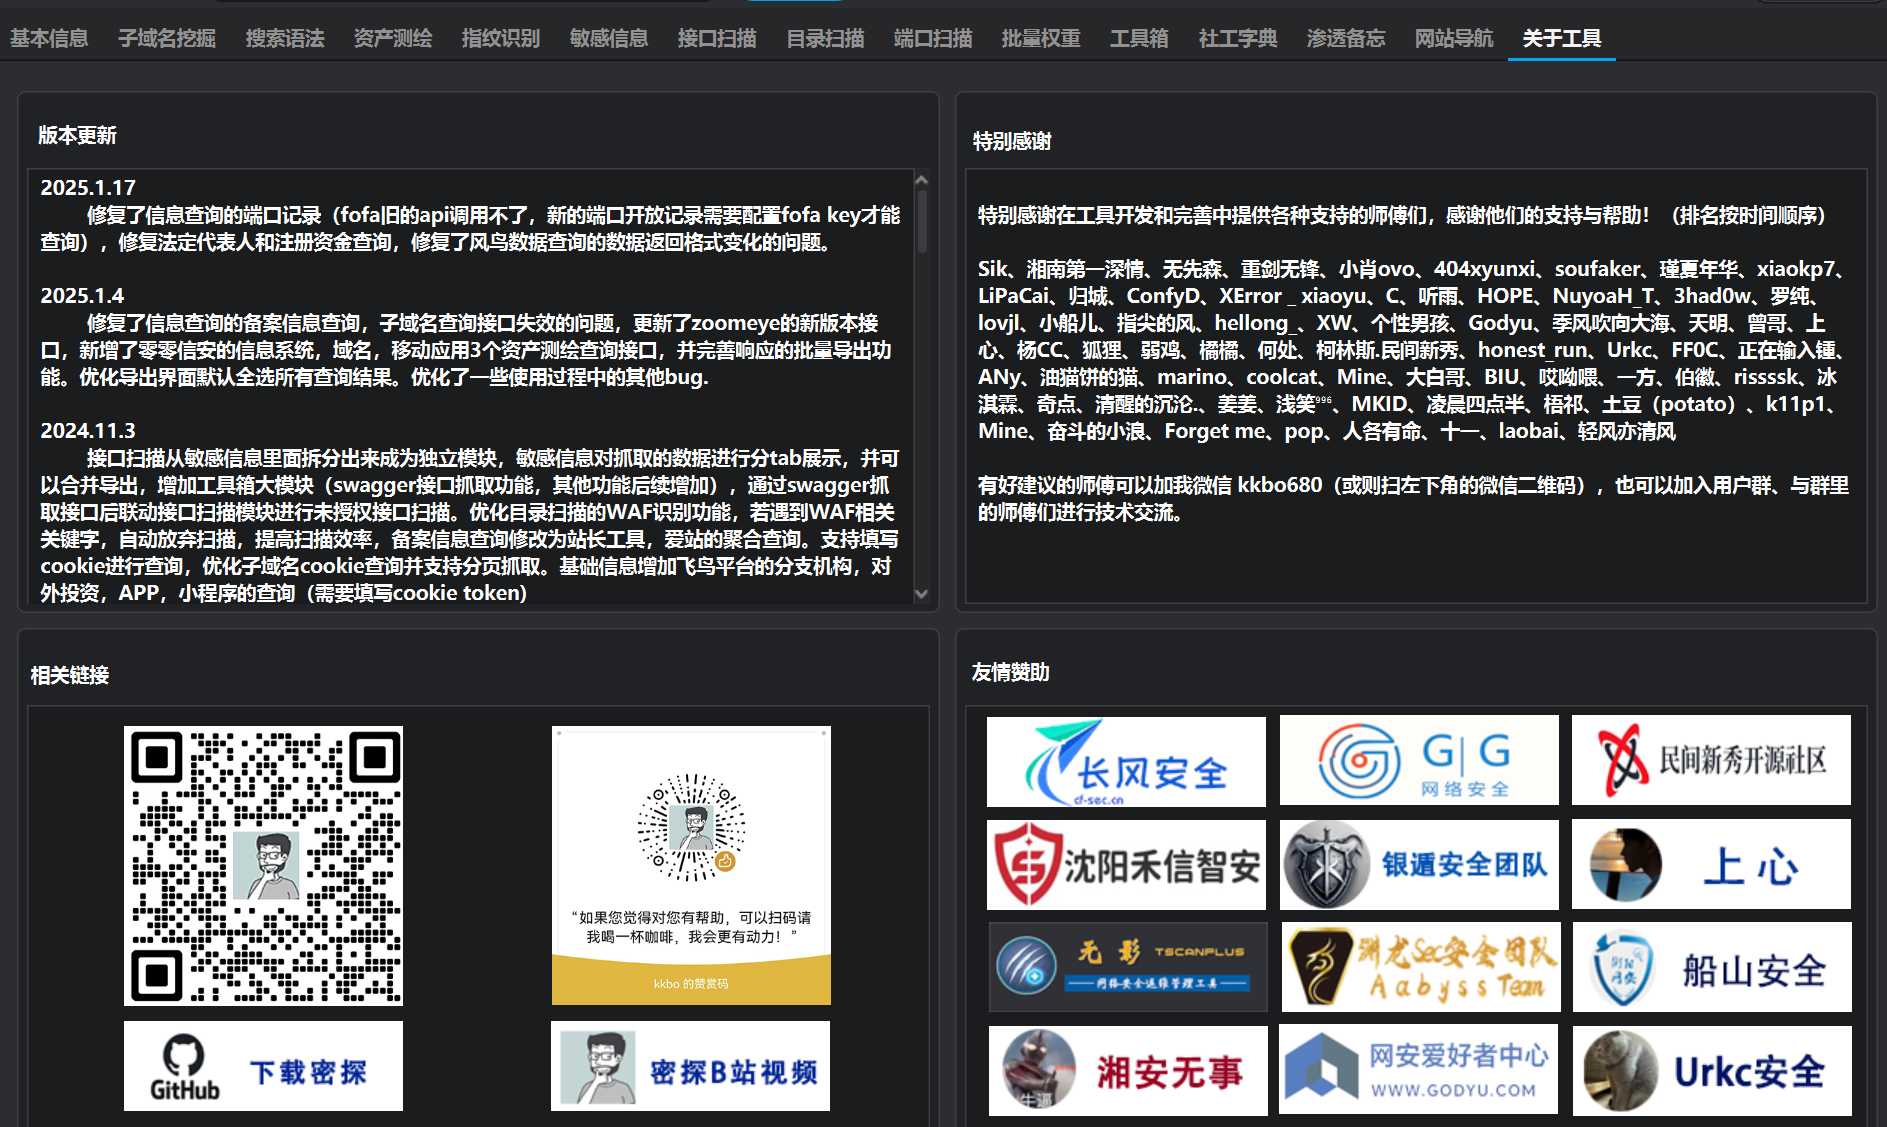 基本信息 子域名挖掘 搜索语法 资产测绘 指纹识别 敏感信息 接口扫描 目录扫描 端口扫描 批量权重 工具箱 社工字典 渗透备忘 网站导航 关于工具
版本更新
2025.1.17
修复了信息查询的端口记录（fofa旧的api调用不了，新的端口开放记录需要配置fofa key才能
查询），修复法定代表人和注册资金查询，修复了风鸟数据查询的数据返回格式变化的问题。
2025.1.4
修复了信息查询的备案信息查询，子域名查询接口失效的问题，更新了zoomeye的新版本接
口，新增了零零信安的信息系统，域名，移动应用3个资产测绘查询接口，并完善响应的批量导出功
能。优化导出界面默认全选所有查询结果。优化了一些使用过程中的其他bug.
2024.11.3
接口扫描从敏感信息里面拆分出来成为独立模块，敏感信息对抓取的数据进行分tab展示，并可
以合并导出，增加工具箱大模块（swagger接口抓取功能，其他功能后续增加），通过swagger抓
取接口后联动接口扫描模块进行未授权接口扫描。优化目录扫描的WAF识别功能，若遇到WAF相关
关键字，自动放弃扫描，提高扫描效率，备案信息查询修改为站长工具，爱站的聚合查询。支持填写
cookie进行查询，优化子域名cookie查询并支持分页抓取。基础信息增加飞鸟平台的分支机构，对
外投资，APP，小程序的查询（需要填写cookie token)
特别感谢
特别感谢在工具开发和完善中提供各种支持的师傅们，感谢他们的支持与帮助！（排名按时间顺序）
Sik、湘南第一深情、无先森、重剑无锋、小肖ovo、404xyunxi、soufaker、瑾夏年华、xiaokp7、
LiPaCai、归城、ConfyD、XError _ xiaoyu、C、听雨、HOPE、NuyoaH_T、3had0w、罗纯、
lovjl、小船儿、指尖的风、hellong_、XW、个性男孩、Godyu、季风吹向大海、天明、曾哥、上
心、杨CC、狐狸、弱鸡、橘橘、何处、柯林斯.民间新秀、honest_run、Urkc、FF0C、正在输入锺、
ANy、油猫饼的猫、marino、coolcat、Mine、大白哥、BIU、哎呦喂、一方、伯徽、rissssk、冰
淇霖、奇点、清醒的沉沦.、姜姜、浅笑⁹⁹⁶、MKID、凌晨四点半、梧祁、土豆（potato）、k11p1、
Mine、奋斗的小浪、Forget me、pop、人各有命、十一、laobai、轻风亦清风
有好建议的师傅可以加我微信 kkbo680（或则扫左下角的微信二维码），也可以加入用户群、与群里
的师傅们进行技术交流。
相关链接
“如果您觉得对您有帮助，可以扫码请
我喝一杯咖啡，我会更有动力！”
kkbo 的赞赏码
GitHub 下载密探
密探B站视频
友情赞助
长风安全
cf-sec.cn
G|G
网络安全
民间新秀开源社区
沈阳禾信智安
银遁安全团队
上心
无影 TSCANPLUS
网络安全运维管理工具
渊龙Sec安全团队
Aabyss Team
船山安全
牛逼
湘安无事
网安爱好者中心
WWW.GODYU.COM
Urkc安全